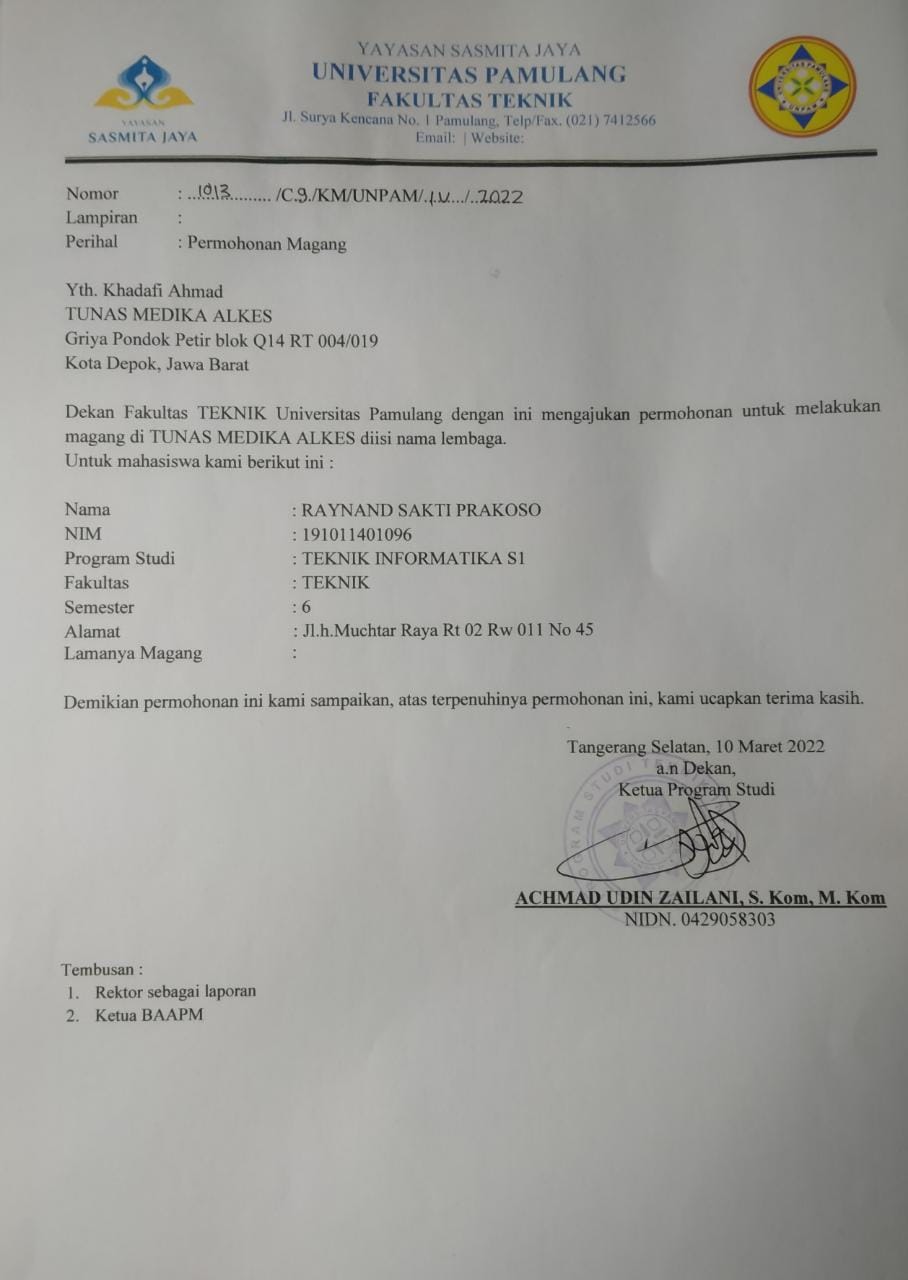 YAYASAN
SASMITA JAYA
YAYASAN SASMITA JAYA
UNIVERSITAS PAMULANG
FAKULTAS TEKNIK
Jl. Surya Kencana No. 1 Pamulang, Telp/Fax. (021) 7412566
Email: | Website:
UNIVERSITAS PAMULANG
UNPAM
Nomor : ..1013......... /C.9./KM/UNPAM/.IV.../..2022
Lampiran :
Perihal : Permohonan Magang
Yth. Khadafi Ahmad
TUNAS MEDIKA ALKES
Griya Pondok Petir blok Q14 RT 004/019
Kota Depok, Jawa Barat
Dekan Fakultas TEKNIK Universitas Pamulang dengan ini mengajukan permohonan untuk melakukan
magang di TUNAS MEDIKA ALKES diisi nama lembaga.
Untuk mahasiswa kami berikut ini :
Nama : RAYNAND SAKTI PRAKOSO
NIM : 191011401096
Program Studi : TEKNIK INFORMATIKA S1
Fakultas : TEKNIK
Semester : 6
Alamat : Jl.h.Muchtar Raya Rt 02 Rw 011 No 45
Lamanya Magang :
Demikian permohonan ini kami sampaikan, atas terpenuhinya permohonan ini, kami ucapkan terima kasih.
Tangerang Selatan, 10 Maret 2022
a.n Dekan,
Ketua Program Studi
ACHMAD UDIN ZAILANI, S. Kom, M. Kom
NIDN. 0429058303
Tembusan :
1. Rektor sebagai laporan
2. Ketua BAAPM